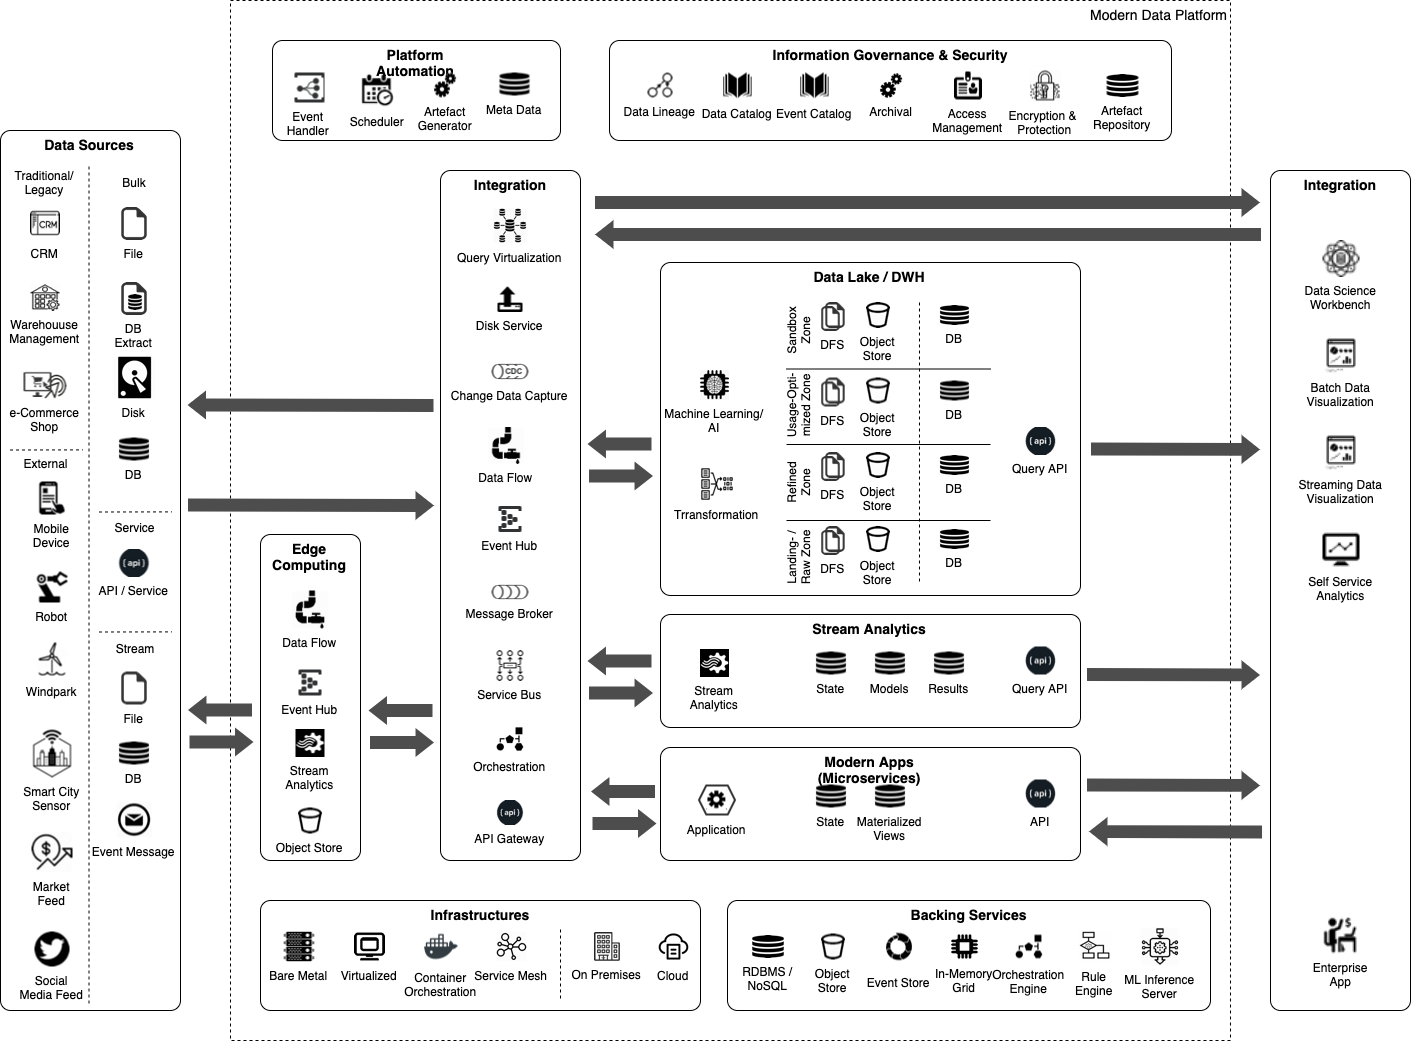 Modern Data Platform
Platform
Automation
Event
Handler
Scheduler
Artefact
Generator
Meta Data
Information Governance & Security
Data Lineage
Data Catalog
Event Catalog
Archival
Access
Management
Encryption &
Protection
Artefact
Repository
Data Sources
Traditional/
Legacy
CRM
CRM
Warehouuse
Management
e-Commerce
Shop
External
Mobile
Device
Robot
Windpark
Smart City
Sensor
Market
Feed
Social
Media Feed
Bulk
File
DB
Extract
Disk
DB
Service
{api}
API / Service
Stream
File
DB
Event Message
Edge
Computing
Data Flow
Event Hub
Stream
Analytics
Object Store
Integration
Query Virtualization
Disk Service
CDC
Change Data Capture
Data Flow
Event Hub
Message Broker
Service Bus
Orchestration
{api}
API Gateway
Data Lake / DWH
Machine Learning/
AI
Trransformation
Sandbox
Zone
DFS
Object
Store
DB
Usage-Opti-
mized Zone
DFS
Object
Store
DB
Refined
Zone
DFS
Object
Store
DB
Landing- /
Raw Zone
DFS
Object
Store
DB
{api}
Query API
Stream Analytics
Stream
Analytics
State
Models
Results
{api}
Query API
Modern Apps
(Microservices)
Application
State
Materialized
Views
{api}
API
Integration
Data Science
Workbench
Batch Data
Visualization
Streaming Data
Visualization
Self Service
Analytics
Enterprise
App
Infrastructures
Bare Metal
Virtualized
Container
Orchestration
Service Mesh
On Premises
Cloud
Backing Services
RDBMS /
NoSQL
Object
Store
Event Store
In-Memory
Grid
Orchestration
Engine
Rule
Engine
ML Inference
Server